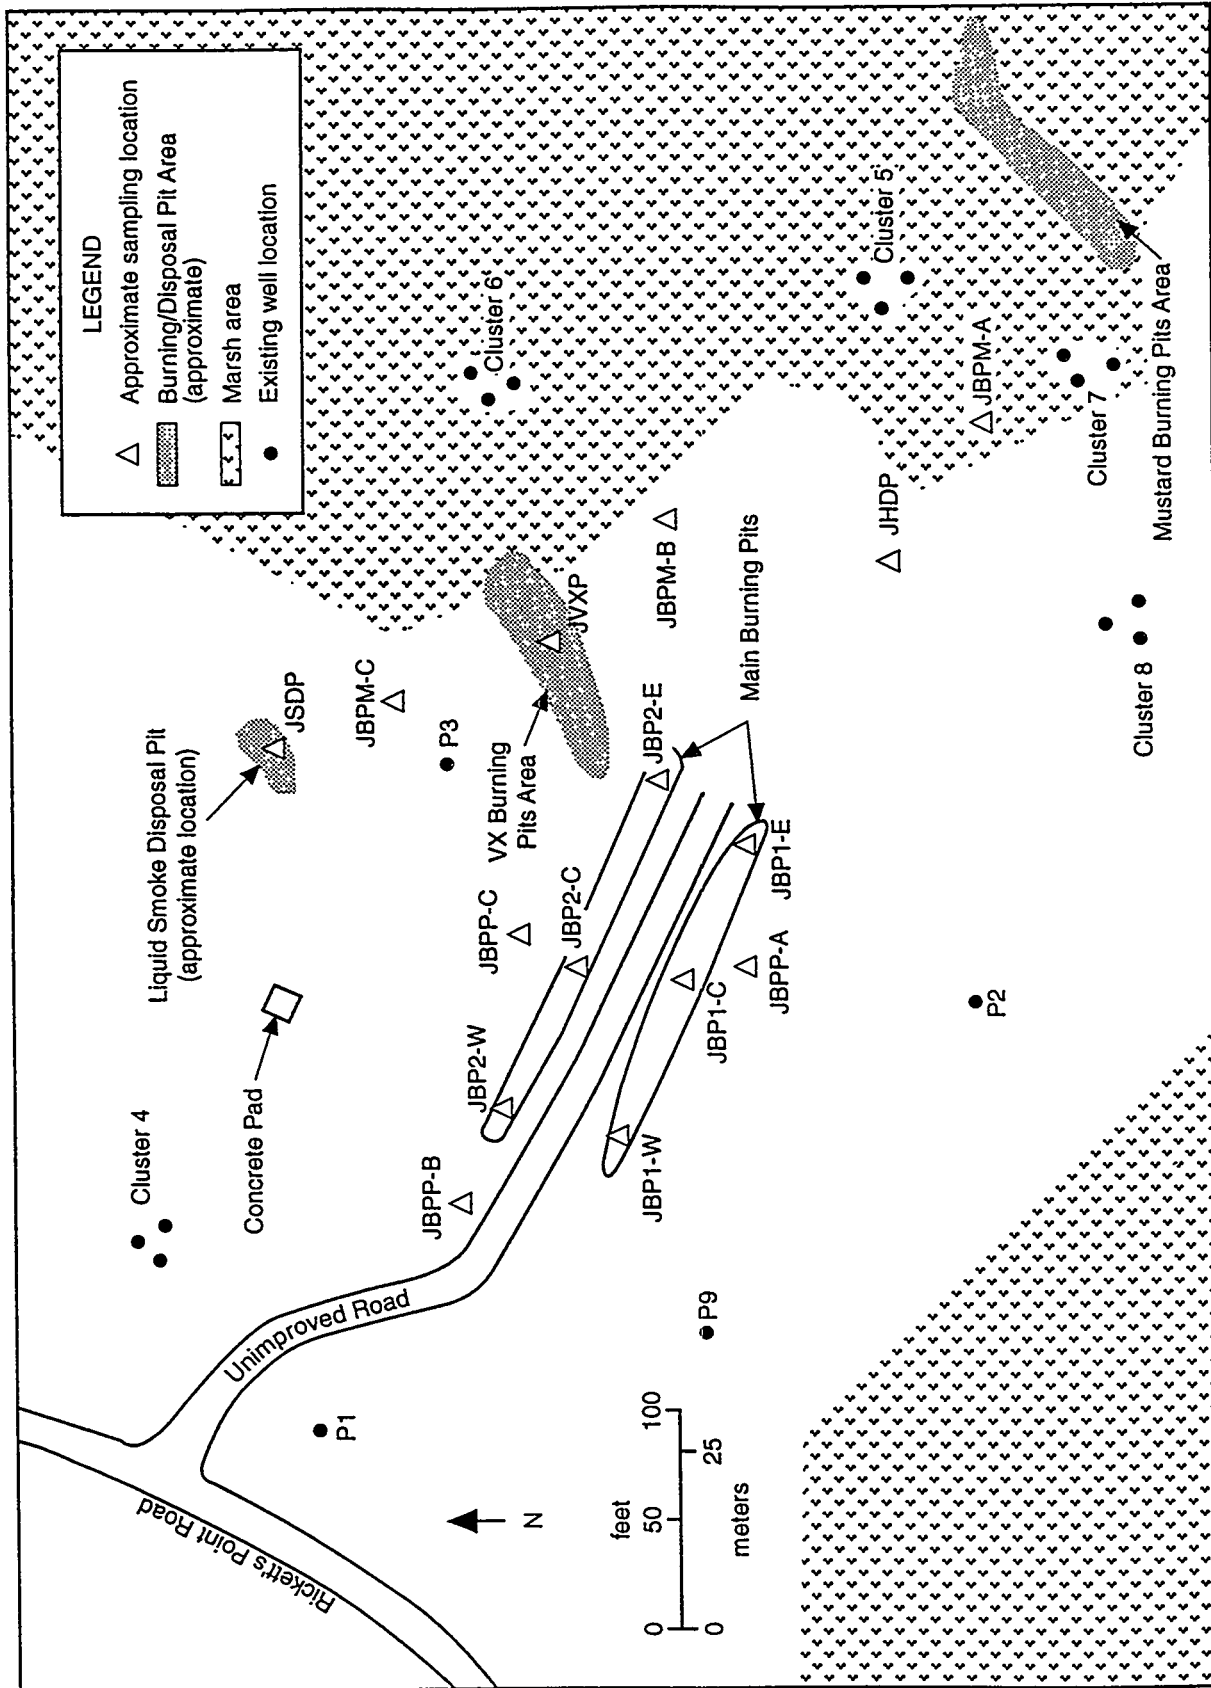 LEGEND
Approximate sampling location
Burning/Disposal Pit Area
(approximate)
Marsh area
Existing well location
Rickett's Point Road
Unimproved Road
P1
Cluster 4
Concrete Pad
Liquid Smoke Disposal Pit
(approximate location)
JSDP
JBPM-C
P3
Cluster 6
JBPP-B
JBP2-W
JBPP-C
JBP2-C
VX Burning
Pits Area
JVXP
JBP2-E
JBPM-B
Main Burning Pits
JBP1-W
JBP1-C
JBPP-A
JBP1-E
P9
P2
JHDP
Cluster 5
JBPM-A
Cluster 7
Cluster 8
Mustard Burning Pits Area
N
feet
0 50 100
0 25
meters